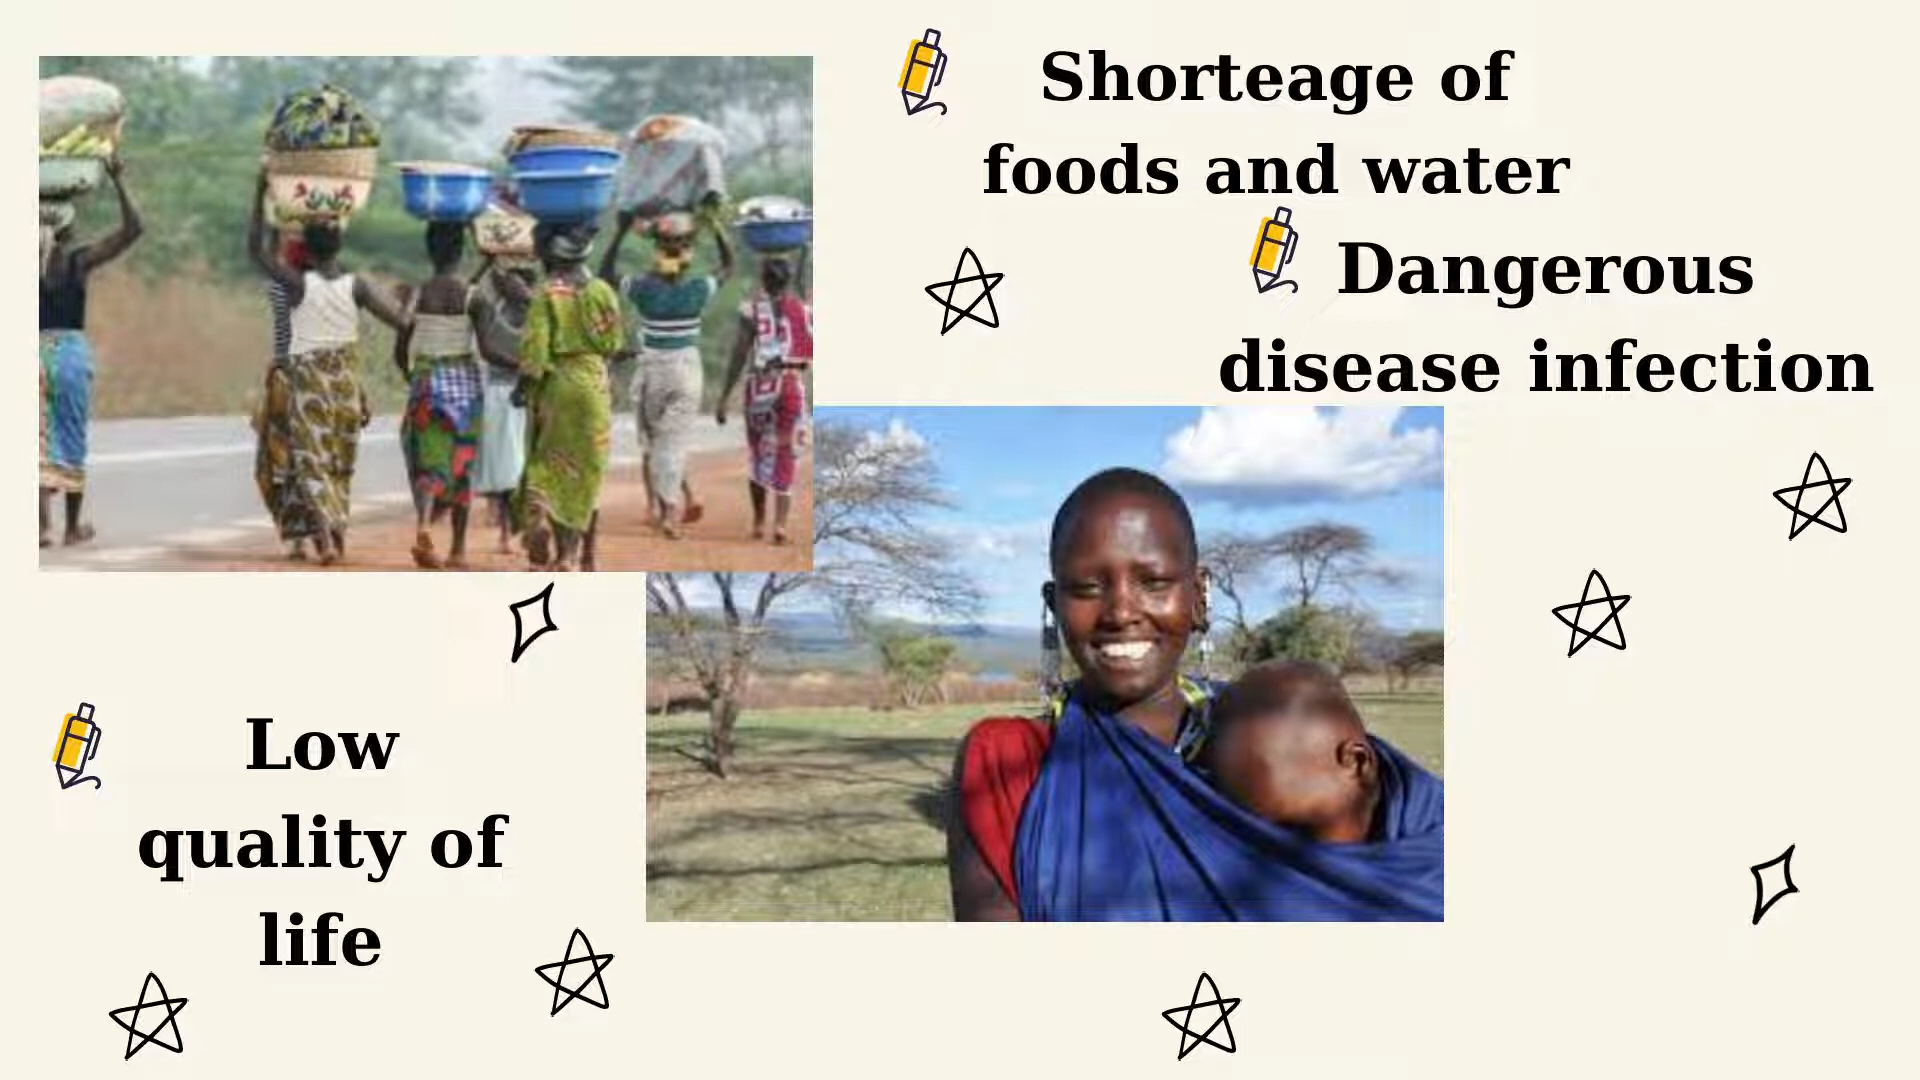 Shorteage of
foods and water
Dangerous
disease infection
Low
quality of
life